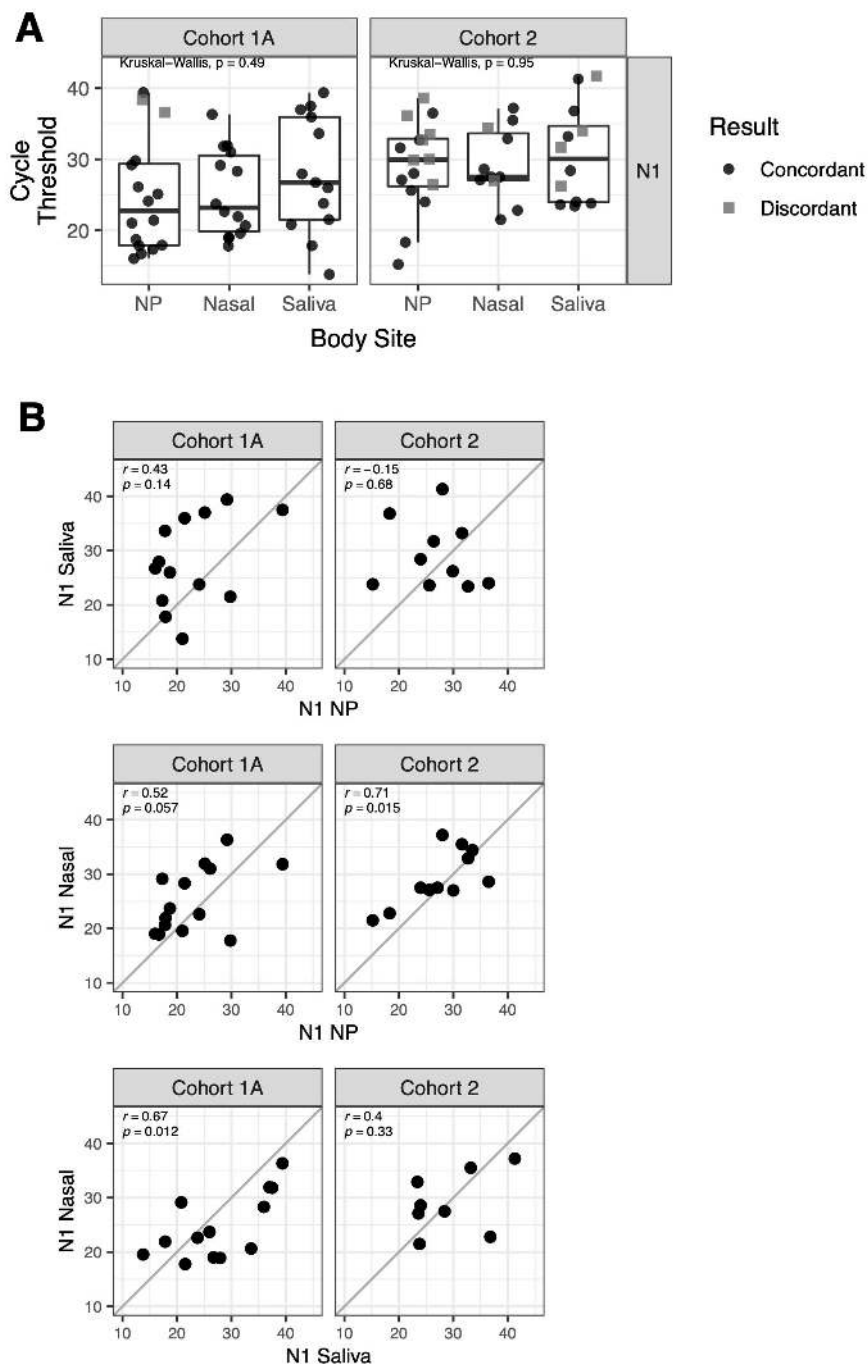 A
Cohort 1A
Cohort 2
Kruskal-Wallis, p = 0.49
Kruskal-Wallis, p = 0.95
Cycle
Threshold
40
30
20
N1
Result
Concordant
Discordant
NP
Nasal
Saliva
NP
Nasal
Saliva
Body Site
B
Cohort 1A
Cohort 2
r = 0.43
p = 0.14
r = −0.15
p = 0.68
N1 Saliva
40
30
20
10
10 20 30 40
10 20 30 40
N1 NP
Cohort 1A
Cohort 2
r = 0.52
p = 0.057
r = 0.71
p = 0.015
N1 Nasal
40
30
20
10
10 20 30 40
10 20 30 40
N1 NP
Cohort 1A
Cohort 2
r = 0.67
p = 0.012
r = 0.4
p = 0.33
N1 Nasal
40
30
20
10
10 20 30 40
10 20 30 40
N1 Saliva